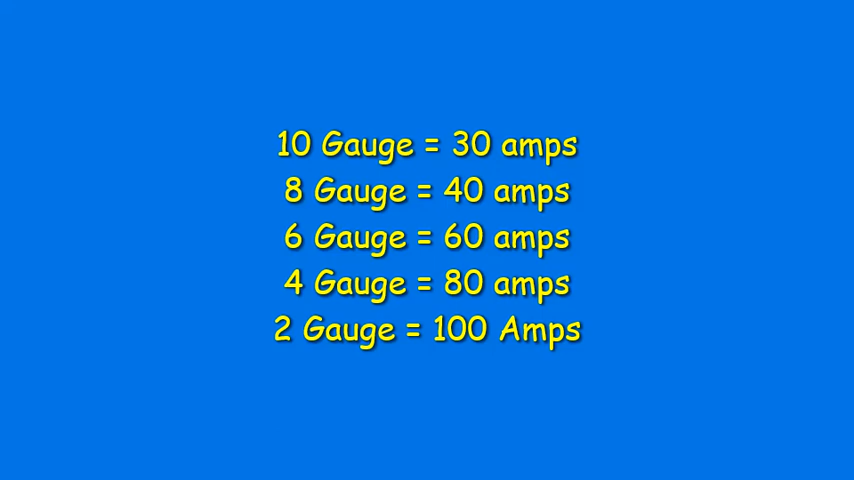 10 Gauge = 30 amps
8 Gauge = 40 amps
6 Gauge = 60 amps
4 Gauge = 80 amps
2 Gauge = 100 Amps